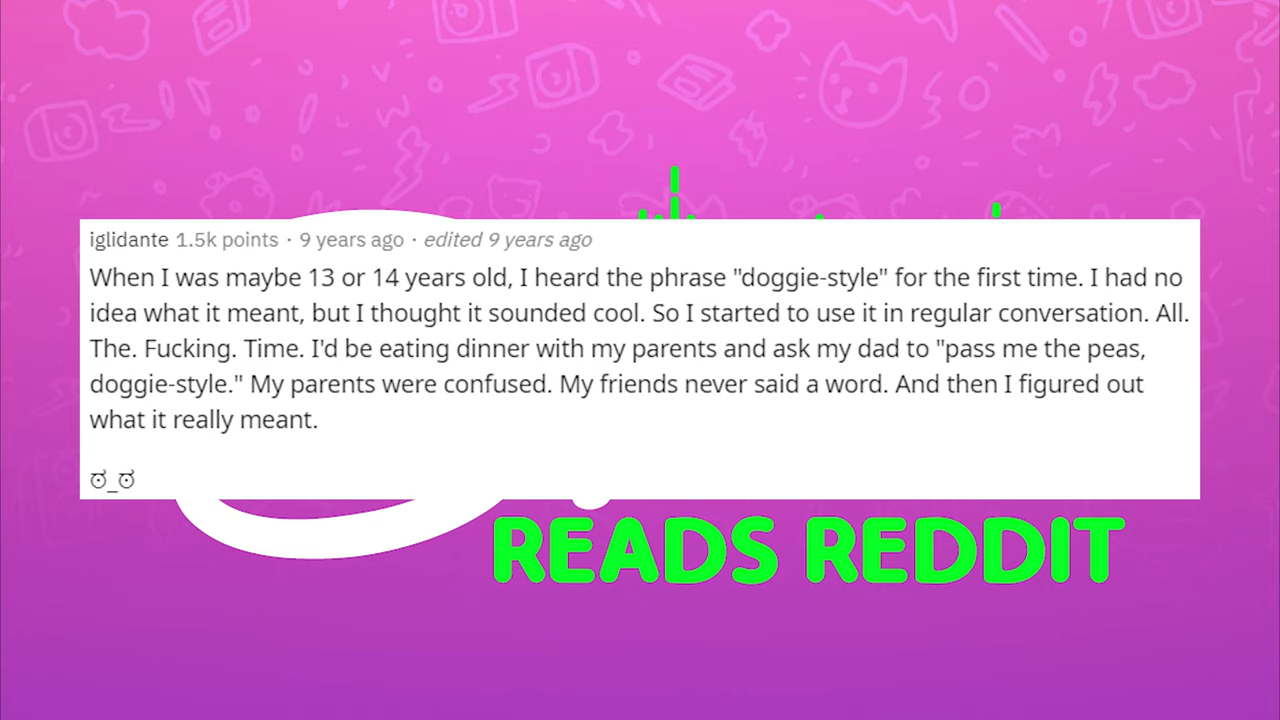 iglidante 1.5k points · 9 years ago · edited 9 years ago
When I was maybe 13 or 14 years old, I heard the phrase "doggie-style" for the first time. I had no
idea what it meant, but I thought it sounded cool. So I started to use it in regular conversation. All.
The. Fucking. Time. I'd be eating dinner with my parents and ask my dad to "pass me the peas,
doggie-style." My parents were confused. My friends never said a word. And then I figured out
what it really meant.
ಠ_ಠ
READS REDDIT